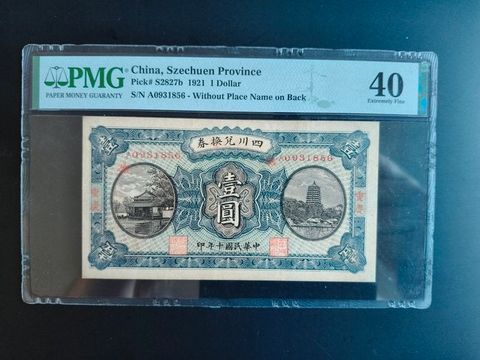 PMG
PAPER MONEY GUARANTY
China, Szechuen Province
Pick# S2827b 1921 1 Dollar
S/N A0931856 - Without Place Name on Back
40
Extremely Fine
四川兌換券
A0931856
A0931856
壹圓
中華民國十年印